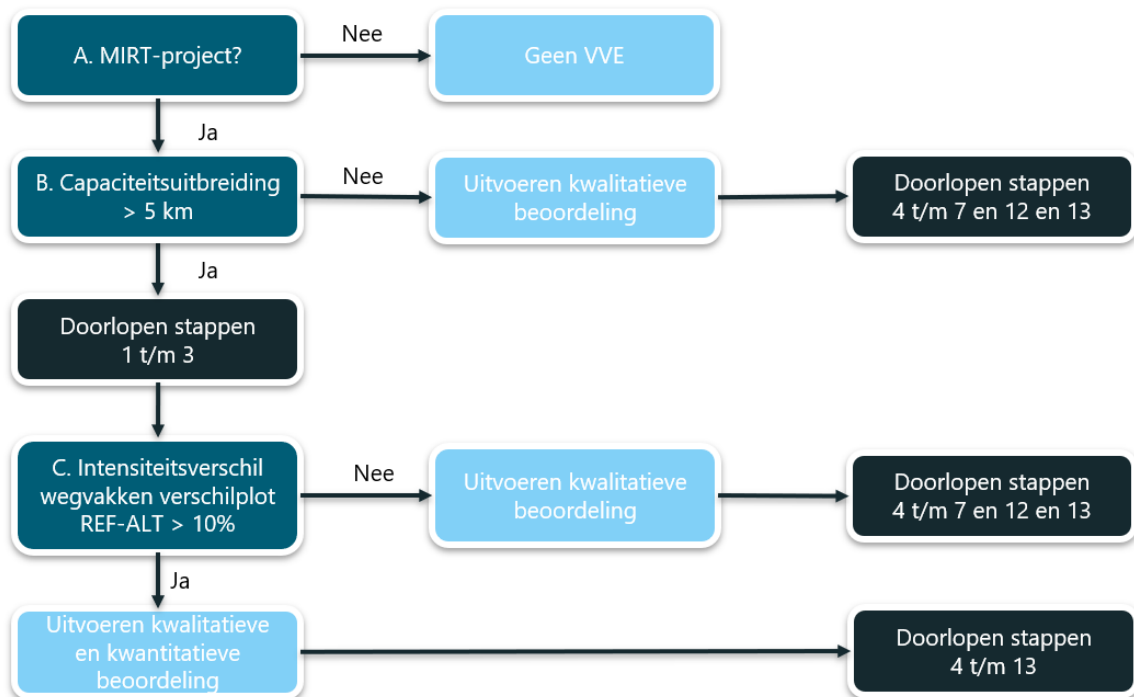 A. MIRT-project?
Nee
Geen VVE
Ja
B. Capaciteitsuitbreiding
> 5 km
Nee
Uitvoeren kwalitatieve
beoordeling
Doorlopen stappen
4 t/m 7 en 12 en 13
Ja
Doorlopen stappen
1 t/m 3
C. Intensiteitsverschil
wegvakken verschilplot
REF-ALT > 10%
Nee
Uitvoeren kwalitatieve
beoordeling
Doorlopen stappen
4 t/m 7 en 12 en 13
Ja
Uitvoeren kwalitatieve
en kwantitatieve
beoordeling
Doorlopen stappen
4 t/m 13